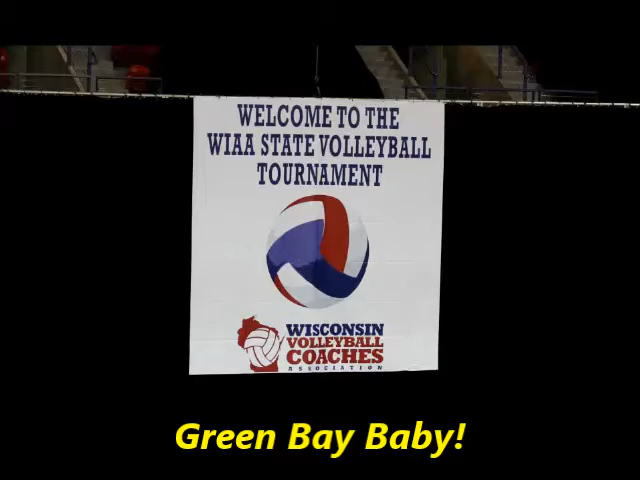 WELCOME TO THE
WIAA STATE VOLLEYBALL
TOURNAMENT
WISCONSIN
VOLLEYBALL
COACHES
ASSOCIATION
Green Bay Baby!